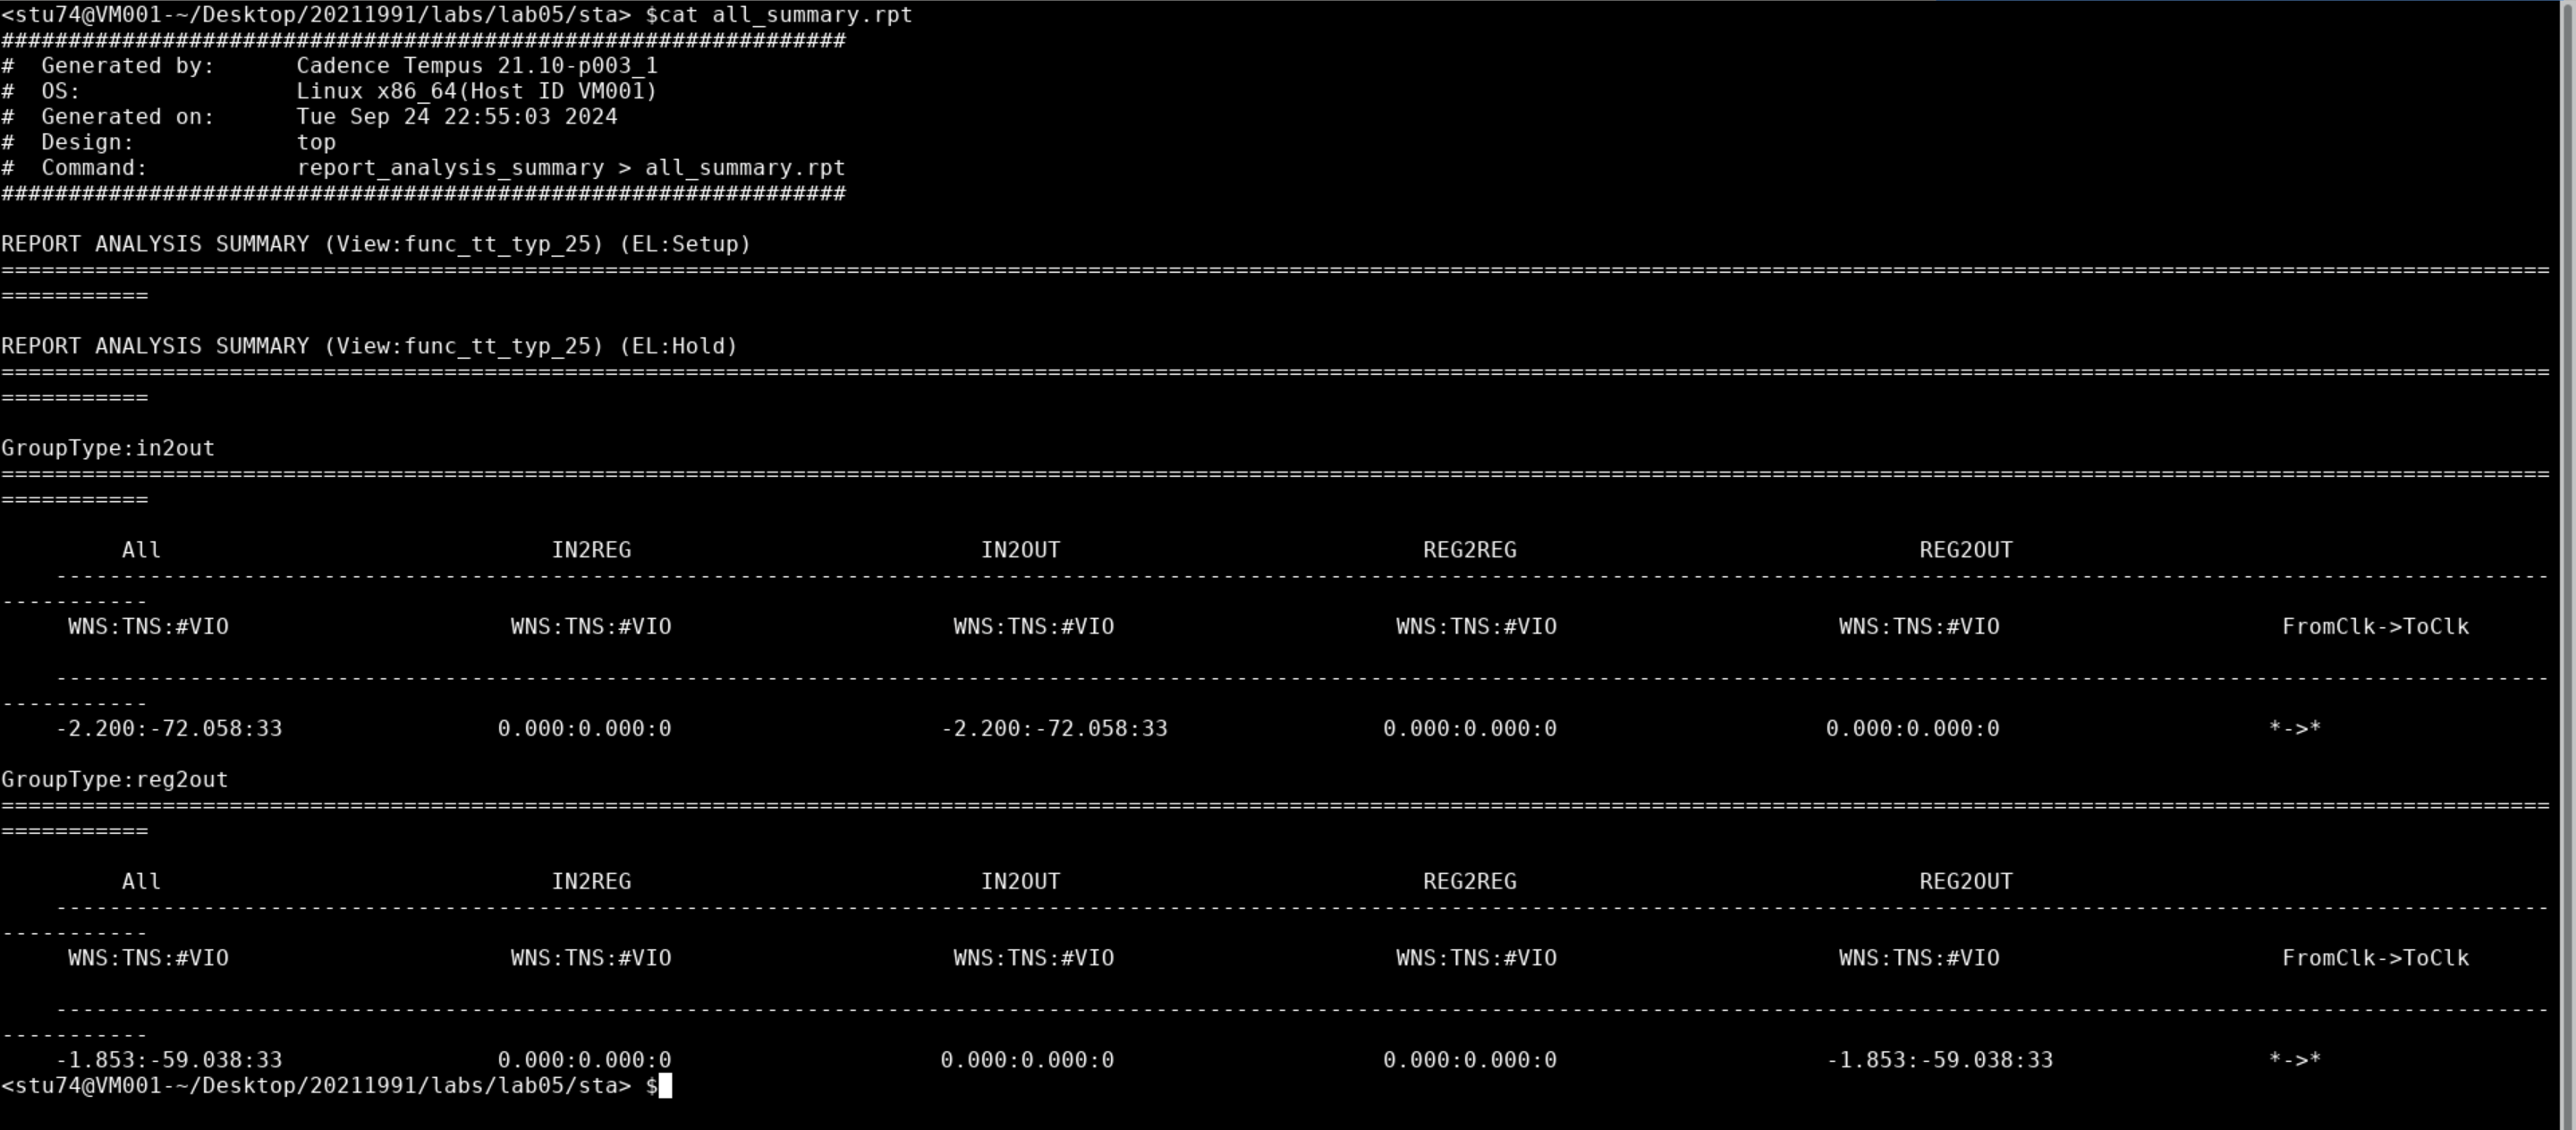 <stu74@VM001-~/Desktop/20211991/labs/lab05/sta> $cat all_summary.rpt
###############################################################
#  Generated by:      Cadence Tempus 21.10-p003_1
#  OS:                Linux x86_64(Host ID VM001)
#  Generated on:      Tue Sep 24 22:55:03 2024
#  Design:            top
#  Command:           report_analysis_summary > all_summary.rpt
###############################################################
REPORT ANALYSIS SUMMARY (View:func_tt_typ_25) (EL:Setup)
==============================================================================================================================================================================================
===========
REPORT ANALYSIS SUMMARY (View:func_tt_typ_25) (EL:Hold)
==============================================================================================================================================================================================
===========
GroupType:in2out
==============================================================================================================================================================================================
===========
         All                             IN2REG                          IN2OUT                           REG2REG                              REG2OUT
    ------------------------------------------------------------------------------------------------------------------------------------------------------------------------------------------
-----------
     WNS:TNS:#VIO                     WNS:TNS:#VIO                     WNS:TNS:#VIO                     WNS:TNS:#VIO                     WNS:TNS:#VIO                     FromClk->ToClk
    ------------------------------------------------------------------------------------------------------------------------------------------------------------------------------------------
-----------
    -2.200:-72.058:33                0.000:0.000:0                    -2.200:-72.058:33                0.000:0.000:0                    0.000:0.000:0                    *->*
GroupType:reg2out
==============================================================================================================================================================================================
===========
         All                             IN2REG                          IN2OUT                           REG2REG                              REG2OUT
    ------------------------------------------------------------------------------------------------------------------------------------------------------------------------------------------
-----------
     WNS:TNS:#VIO                     WNS:TNS:#VIO                     WNS:TNS:#VIO                     WNS:TNS:#VIO                     WNS:TNS:#VIO                     FromClk->ToClk
    ------------------------------------------------------------------------------------------------------------------------------------------------------------------------------------------
-----------
    -1.853:-59.038:33                0.000:0.000:0                    0.000:0.000:0                    0.000:0.000:0                    -1.853:-59.038:33                *->*
<stu74@VM001-~/Desktop/20211991/labs/lab05/sta> $